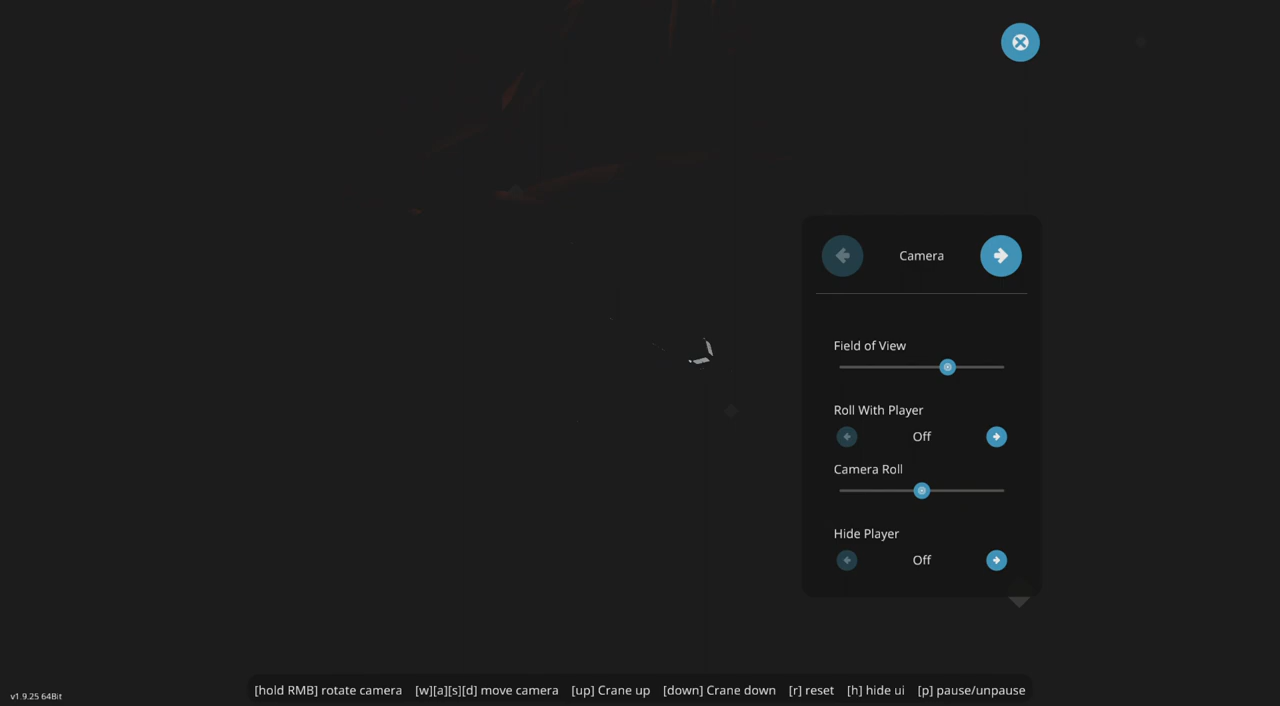 Camera
Field of View
Roll With Player
Off
Camera Roll
Hide Player
Off
v1.9.25 64Bit
[hold RMB] rotate camera [w][a][s][d] move camera [up] Crane up [down] Crane down [r] reset [h] hide ui [p] pause/unpause